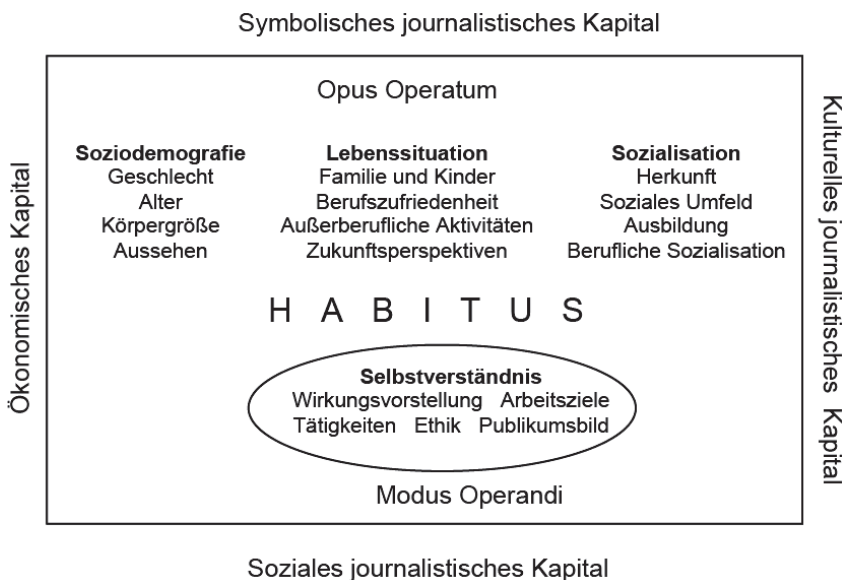 Symbolisches journalistisches Kapital
Opus Operatum
Ökonomisches Kapital
Soziodemografie
Geschlecht
Alter
Körpergröße
Aussehen
Lebenssituation
Familie und Kinder
Berufszufriedenheit
Außerberufliche Aktivitäten
Zukunftsperspektiven
Sozialisation
Herkunft
Soziales Umfeld
Ausbildung
Berufliche Sozialisation
Kulturelles journalistisches Kapital
HABITUS
Selbstverständnis
Wirkungsvorstellung Arbeitsziele
Tätigkeiten Ethik Publikumsbild
Modus Operandi
Soziales journalistisches Kapital